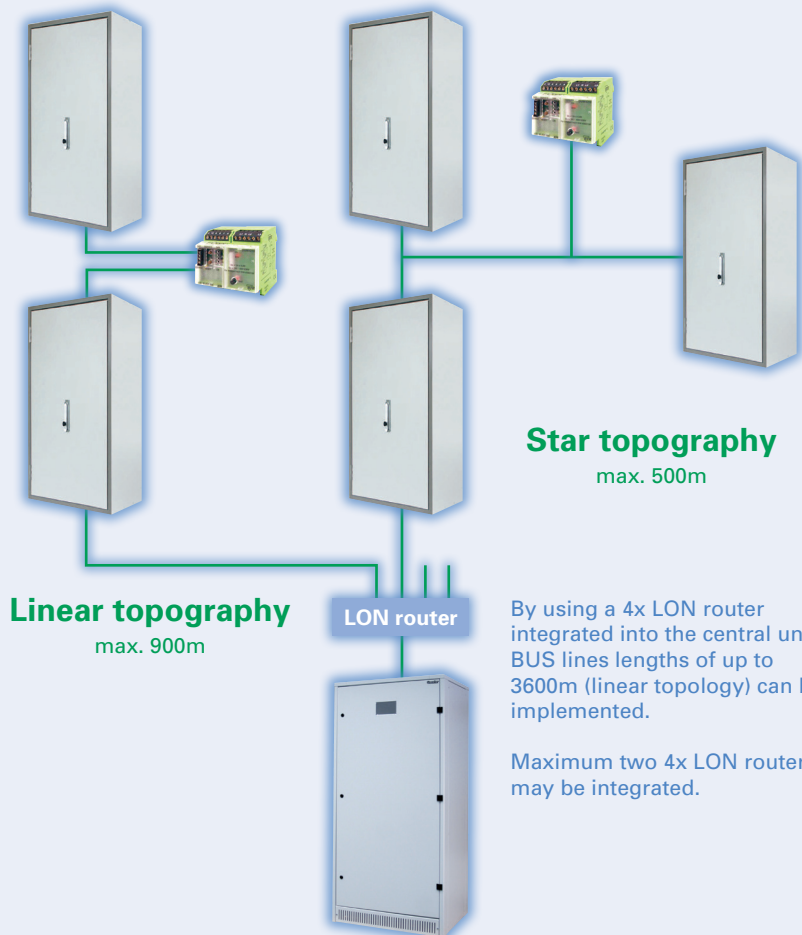 Star topography
max. 500m
Linear topography
max. 900m
LON router
By using a 4x LON router
integrated into the central
BUS lines lengths of up to
3600m (linear topology) can
implemented.
Maximum two 4x LON router
may be integrated.